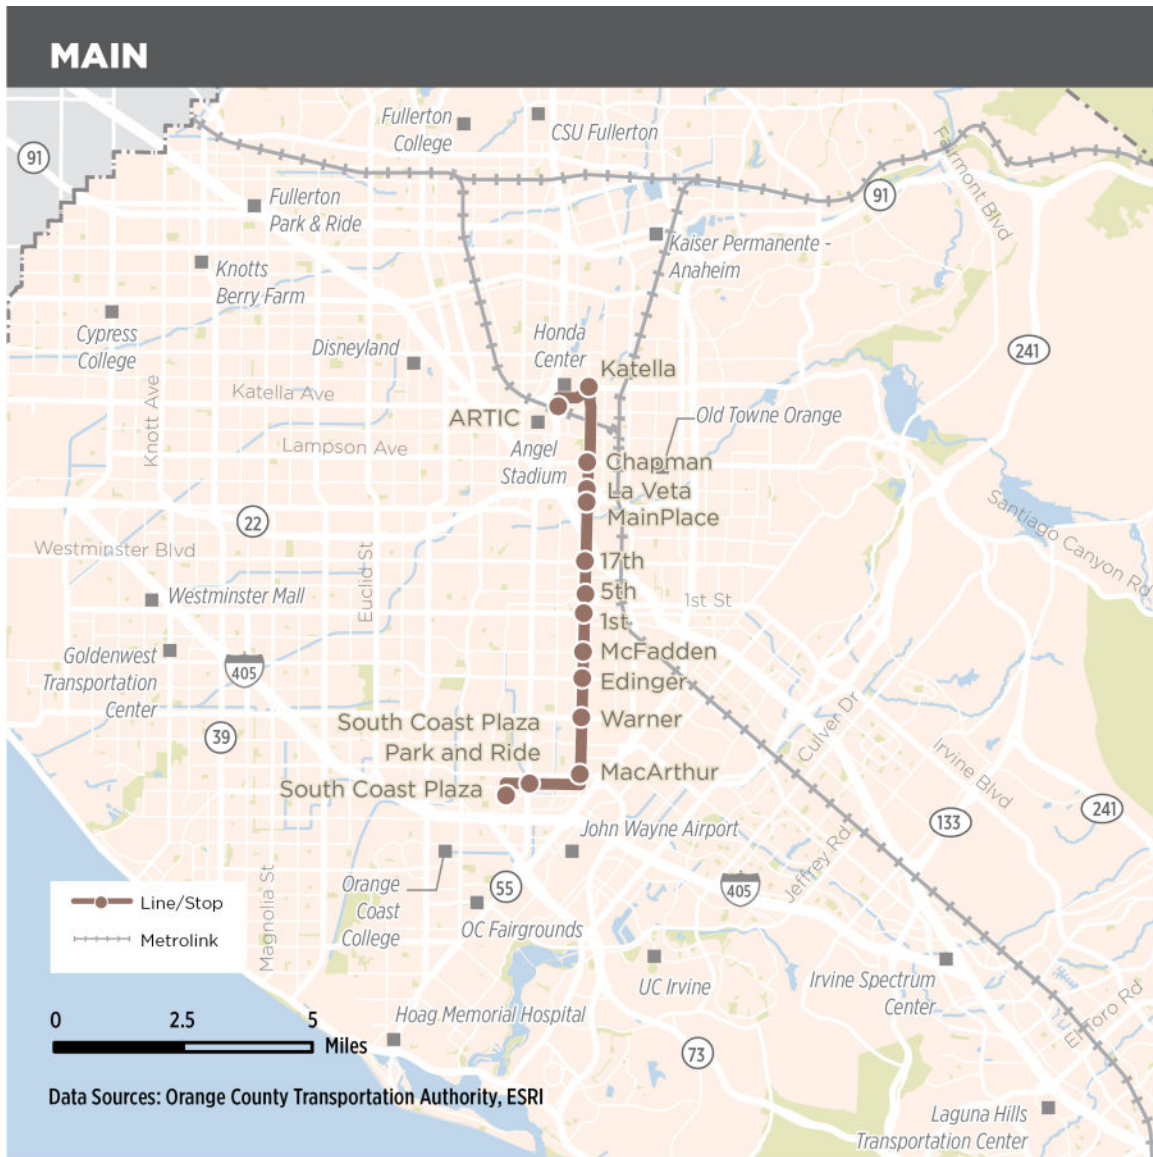 MAIN
Fullerton
College
CSU Fullerton
91
Fullerton
Park & Ride
91
Fairmont Blvd
Kaiser Permanente -
Anaheim
Knotts
Berry Farm
Cypress
College
Disneyland
Honda
Center
241
Katella
Knott Ave
Katella Ave
ARTIC
Old Towne Orange
Lampson Ave
Angel
Stadium
Chapman
La Veta
MainPlace
22
Santiago Canyon Rd
Westminster Blvd
17th
Euclid St
Westminster Mall
5th
1st St
1st
Goldenwest
Transportation
Center
405
McFadden
Edinger
South Coast Plaza
Park and Ride
Warner
Culver Dr
39
Irvine Blvd
MacArthur
South Coast Plaza
241
John Wayne Airport
133
Jeffrey Rd
Orange
Coast
College
55
405
Line/Stop
Magnolia St
OC Fairgrounds
Metrolink
UC Irvine
Irvine Spectrum
Center
El Toro Rd
0 2.5 5
Miles
Hoag Memorial Hospital
73
Data Sources: Orange County Transportation Authority, ESRI
Laguna Hills
Transportation Center